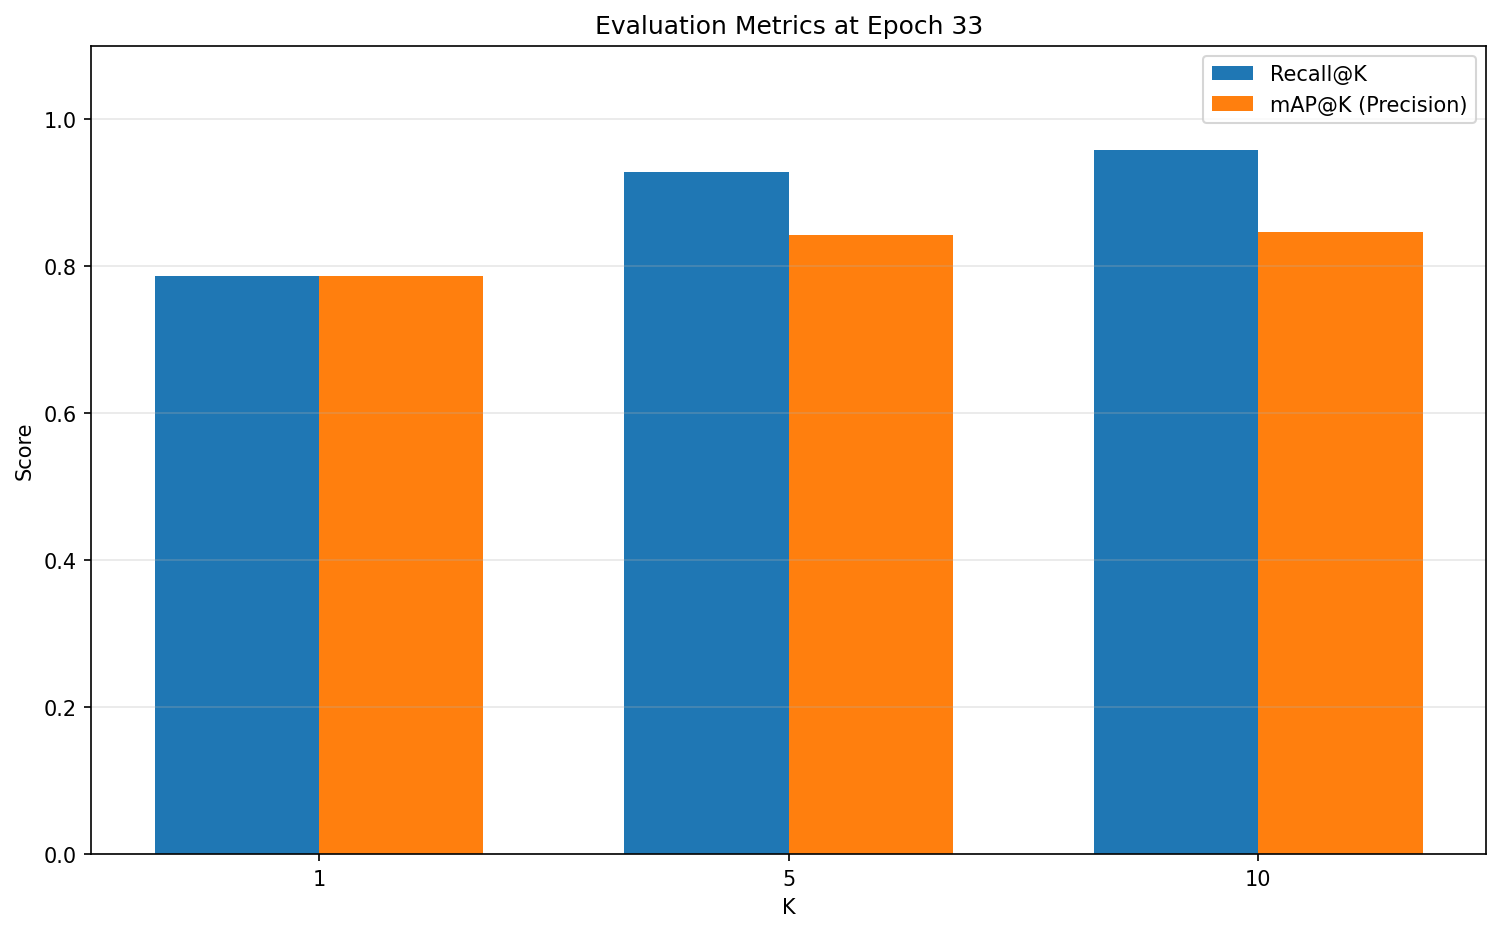 Evaluation Metrics at Epoch 33
Recall@K
mAP@K (Precision)
1.0
0.8
0.6
0.4
0.2
0.0
Score
1 5 10
K